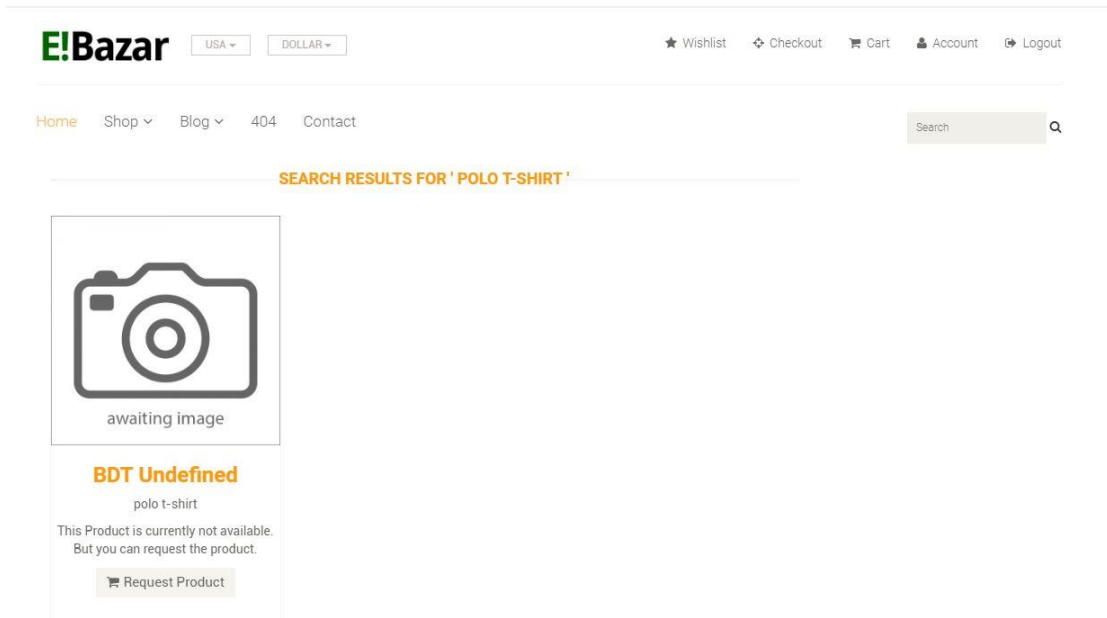 E!Bazar USA DOLLAR Wishlist Checkout Cart Account Logout
Home Shop Blog 404 Contact Search
SEARCH RESULTS FOR ' POLO T-SHIRT '
awaiting image
BDT Undefined
polo t-shirt
This Product is currently not available.
But you can request the product.
Request Product